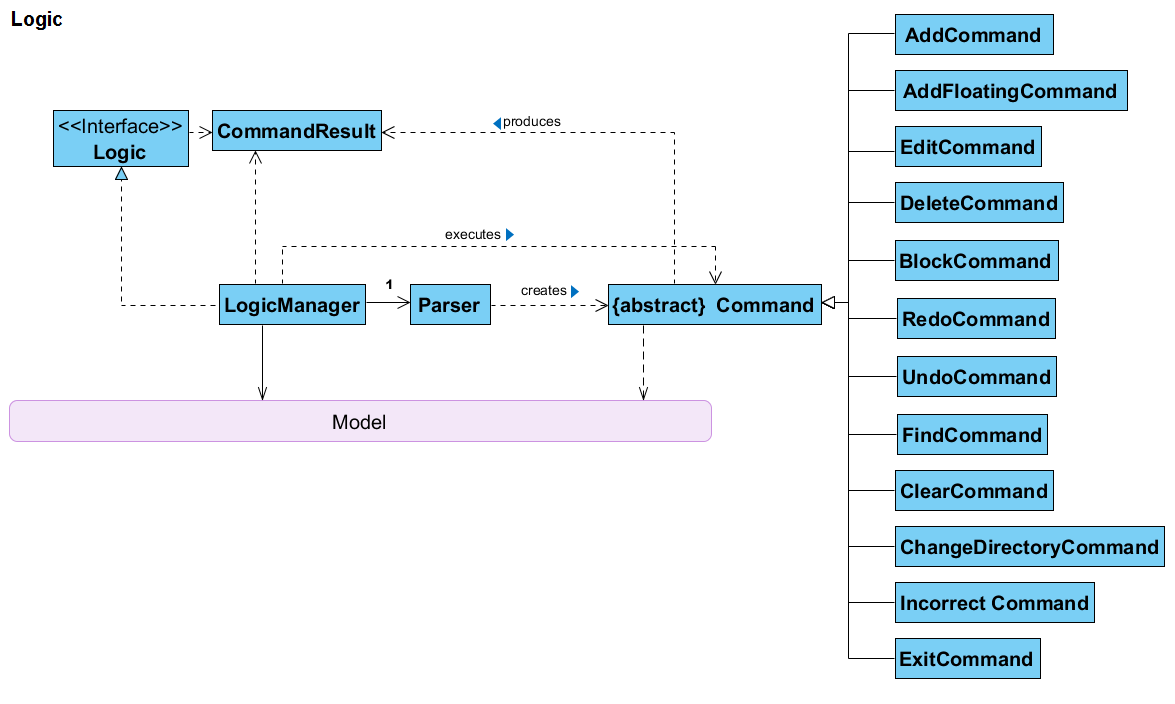 Logic
<<Interface>>
Logic
CommandResult
produces
executes
LogicManager
1
Parser
creates
{abstract} Command
Model
AddCommand
AddFloatingCommand
EditCommand
DeleteCommand
BlockCommand
RedoCommand
UndoCommand
FindCommand
ClearCommand
ChangeDirectoryCommand
Incorrect Command
ExitCommand